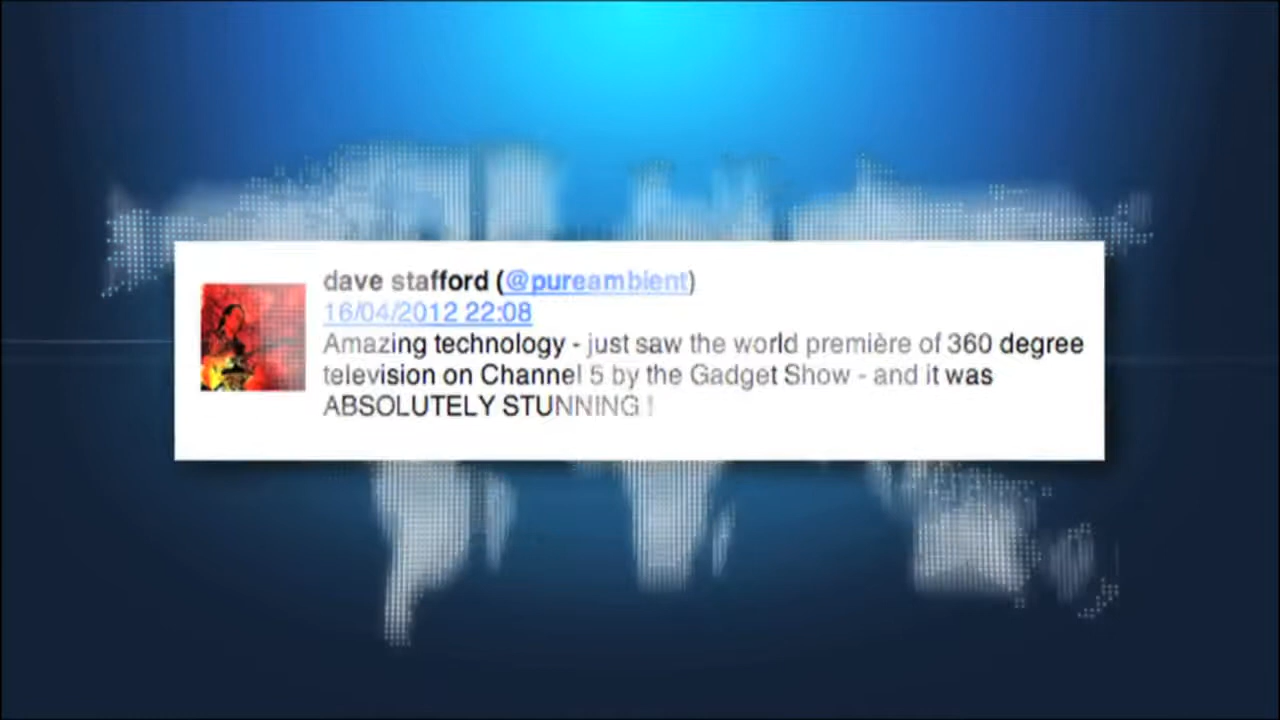 dave stafford (@pureambient)
16/04/2012 22:08
Amazing technology - just saw the world première of 360 degree
television on Channel 5 by the Gadget Show - and it was
ABSOLUTELY STUNNING !